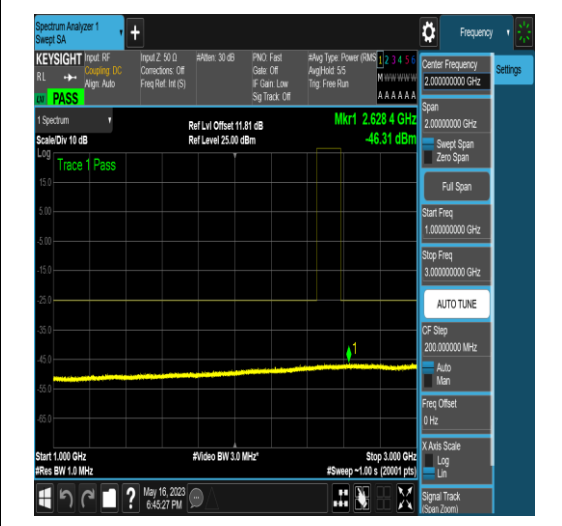 Spectrum Analyzer 1
Swept SA
Frequency
KEYSIGHT
RL
Input: RF
Coupling: DC
Align: Auto
Input Z: 50 Ω
Corrections: Off
Freq Ref: Int (S)
#Atten: 30 dB
PNO: Fast
Gate: Off
IF Gain: Low
Sig Track: Off
#Avg Type: Power (RMS
Avg|Hold: 5/5
Trig: Free Run
1 2 3 4 5 6
M W W W W W
A A A A A A
PASS
Center Frequency
2.000000000 GHz
Settings
Span
2.00000000 GHz
Swept Span
Zero Span
Full Span
Start Freq
1.000000000 GHz
Stop Freq
3.000000000 GHz
AUTO TUNE
CF Step
200.000000 MHz
Auto
Man
Freq Offset
0 Hz
X Axis Scale
Log
Lin
Signal Track
(Span Zoom)
1 Spectrum
Scale/Div 10 dB
Ref Lvl Offset 11.81 dB
Ref Level 25.00 dBm
Mkr1 2.628 4 GHz
-46.31 dBm
Log
Trace 1 Pass
15.0
5.00
-5.00
-15.0
-25.0
-35.0
-45.0
-55.0
-65.0
1
Start 1.000 GHz
#Video BW 3.0 MHz*
Stop 3.000 GHz
#Res BW 1.0 MHz
#Sweep ~1.00 s (20001 pts)
May 16, 2023
6:45:27 PM